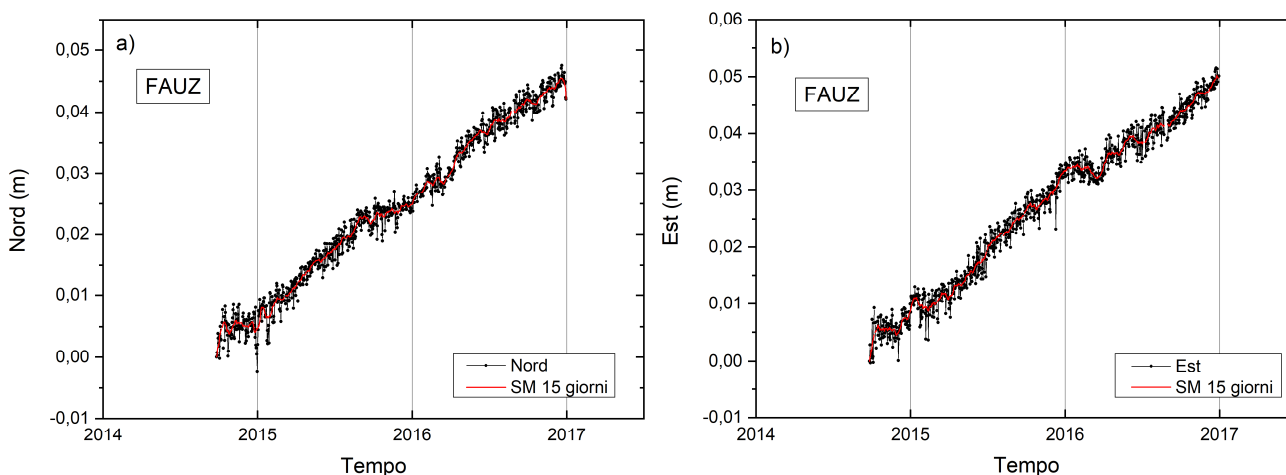 a)
FAUZ
0,05
0,04
0,03
0,02
0,01
0,00
-0,01
Nord (m)
Nord
SM 15 giorni
2014
2015
2016
2017
Tempo
b)
FAUZ
0,06
0,05
0,04
0,03
0,02
0,01
0,00
-0,01
Est (m)
Est
SM 15 giorni
2014
2015
2016
2017
Tempo